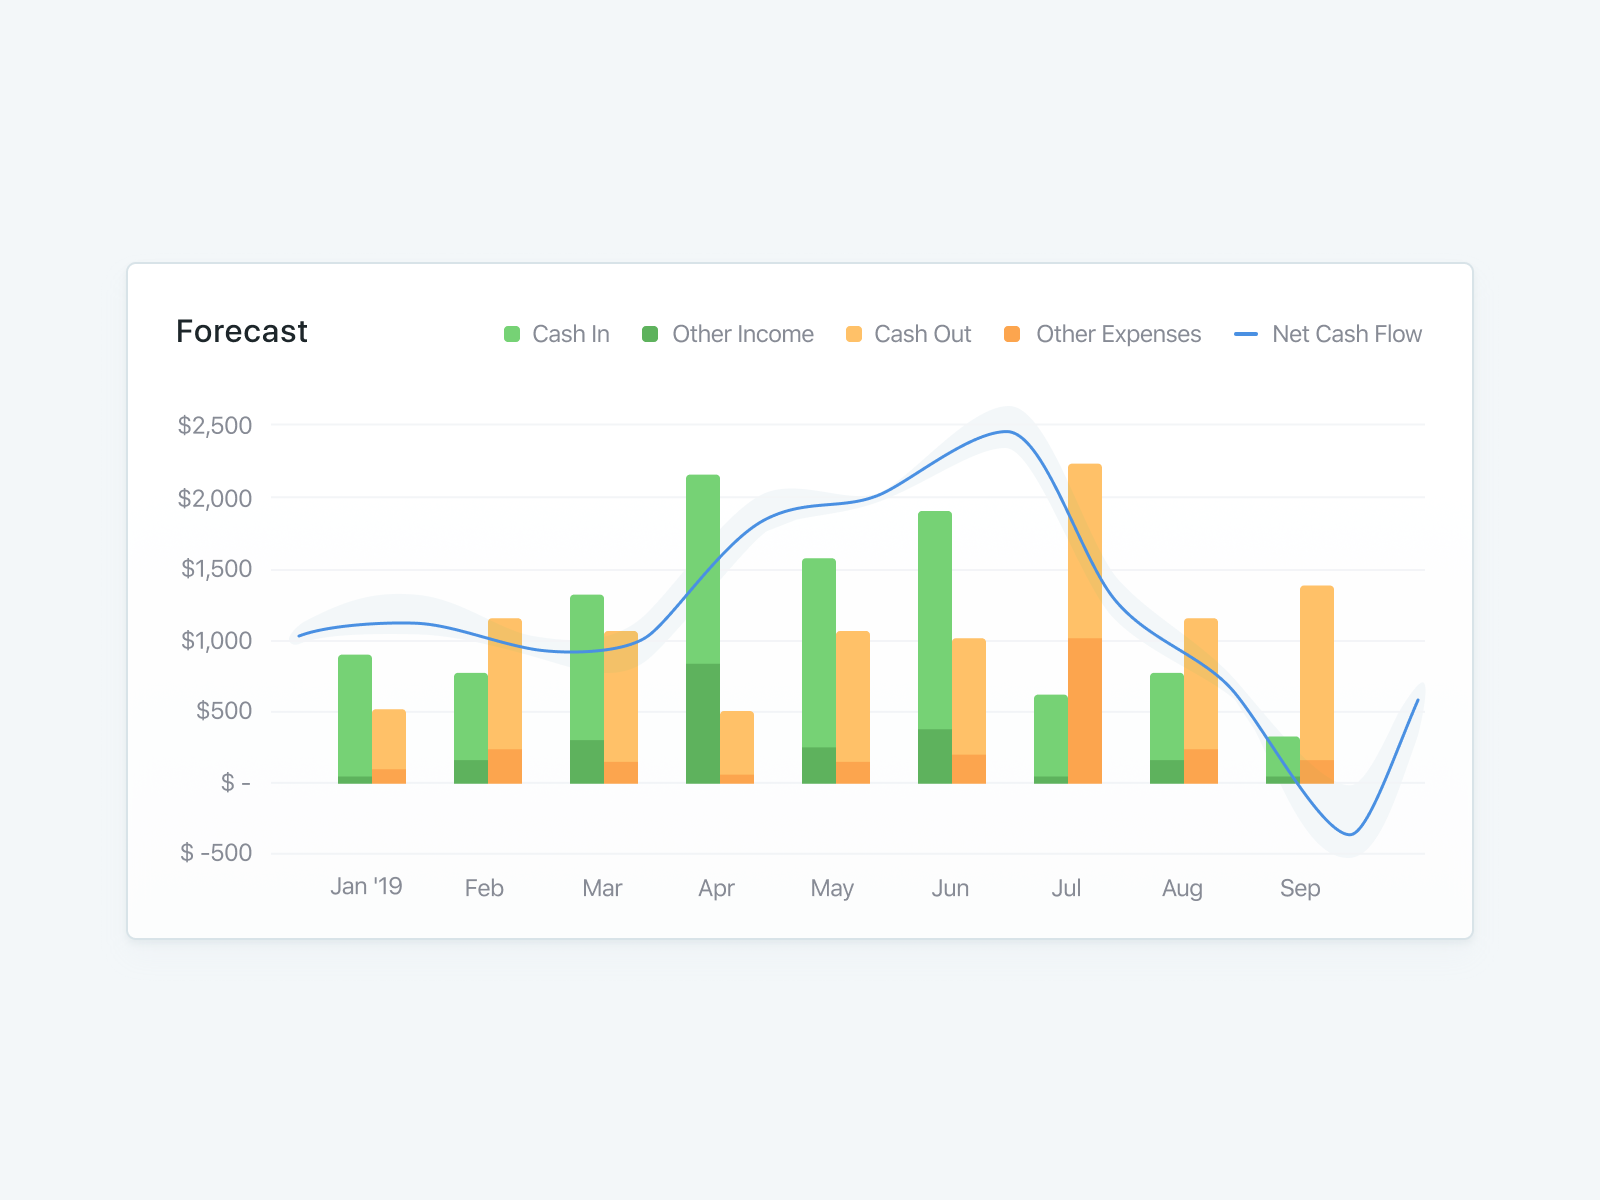 Forecast
Cash In Other Income Cash Out Other Expenses Net Cash Flow
$2,500
$2,000
$1,500
$1,000
$500
$ -
$ -500
Jan '19 Feb Mar Apr May Jun Jul Aug Sep